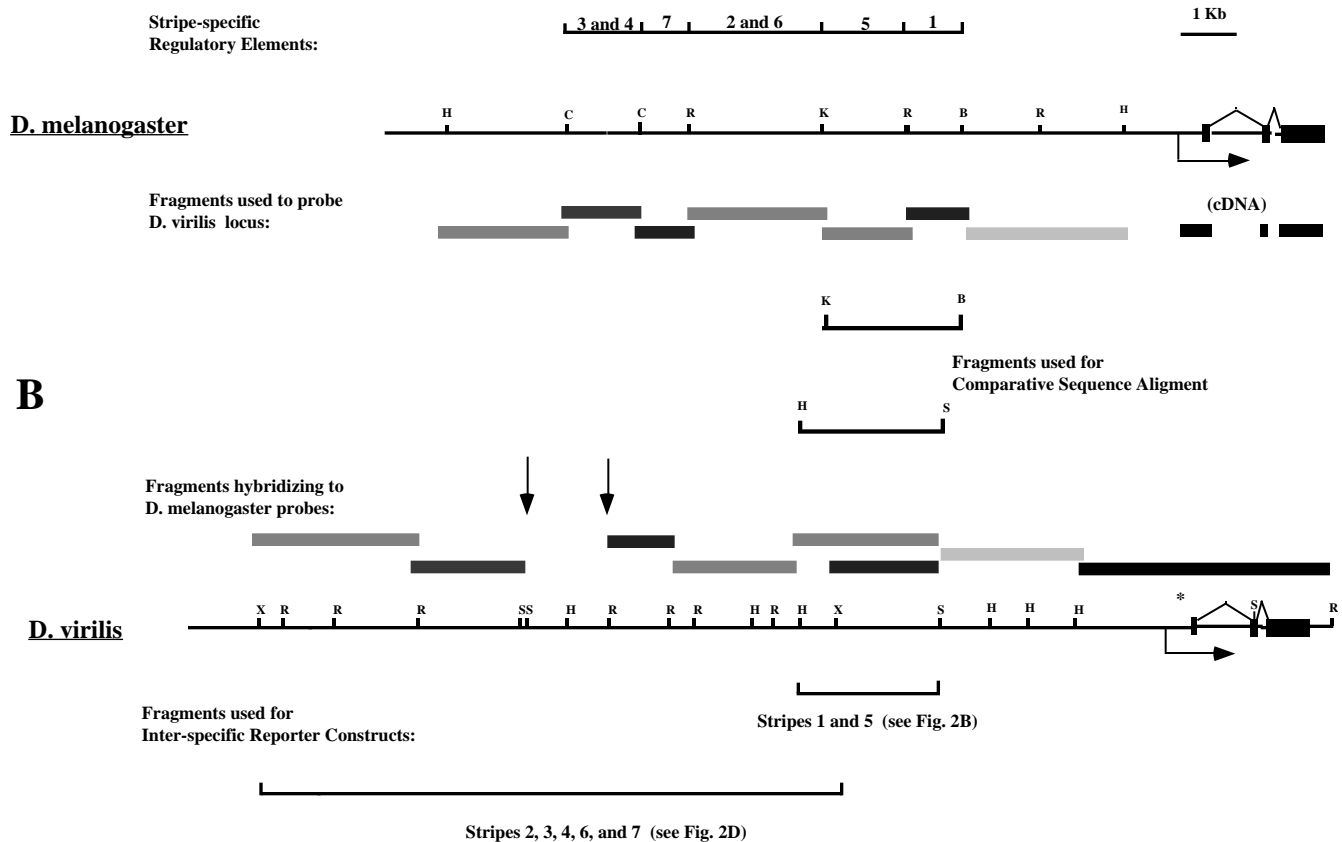 Stripe-specific
Regulatory Elements:
3 and 4 7 2 and 6 5 1
1 Kb
D. melanogaster
H C C R K R B R H
Fragments used to probe
D. virilis locus:
(cDNA)
K B
Fragments used for
Comparative Sequence Aligment
B
H S
Fragments hybridizing to
D. melanogaster probes:
*
D. virilis
X R R R SS H R R R H R H X S H H H S R
Stripes 1 and 5 (see Fig. 2B)
Fragments used for
Inter-specific Reporter Constructs:
Stripes 2, 3, 4, 6, and 7 (see Fig. 2D)